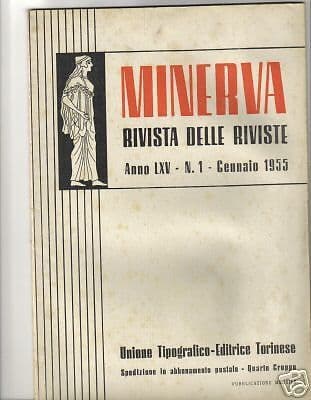 MINERVA
RIVISTA DELLE RIVISTE
Anno LXV - N. 1 - Gennaio 1955
Unione Tipografico-Editrice Torinese
Spedizione in abbonamento postale - Quarto Gruppo
PUBBLICAZIONE